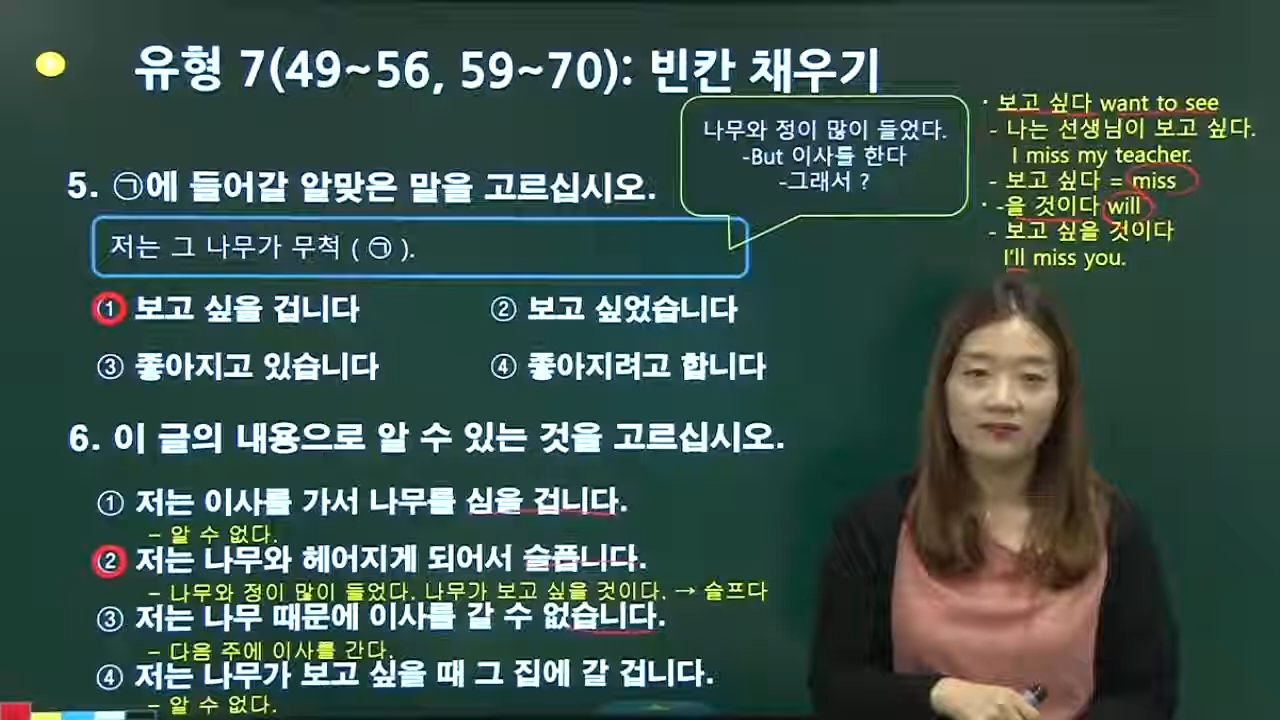 유형 7(49~56, 59~70): 빈칸 채우기
나무와 정이 많이 들었다.
-But 이사를 한다
-그래서 ?
· 보고 싶다 want to see
- 나는 선생님이 보고 싶다.
I miss my teacher.
- 보고 싶다 = miss
· -을 것이다 will
- 보고 싶을 것이다
I'll miss you.
5. ㉠에 들어갈 알맞은 말을 고르십시오.
저는 그 나무가 무척 ( ㉠ ).
① 보고 싶을 겁니다
② 보고 싶었습니다
③ 좋아지고 있습니다
④ 좋아지려고 합니다
6. 이 글의 내용으로 알 수 있는 것을 고르십시오.
① 저는 이사를 가서 나무를 심을 겁니다.
- 알 수 없다.
② 저는 나무와 헤어지게 되어서 슬픕니다.
- 나무와 정이 많이 들었다. 나무가 보고 싶을 것이다. → 슬프다
③ 저는 나무 때문에 이사를 갈 수 없습니다.
- 다음 주에 이사를 간다.
④ 저는 나무가 보고 싶을 때 그 집에 갈 겁니다.
- 알 수 없다.